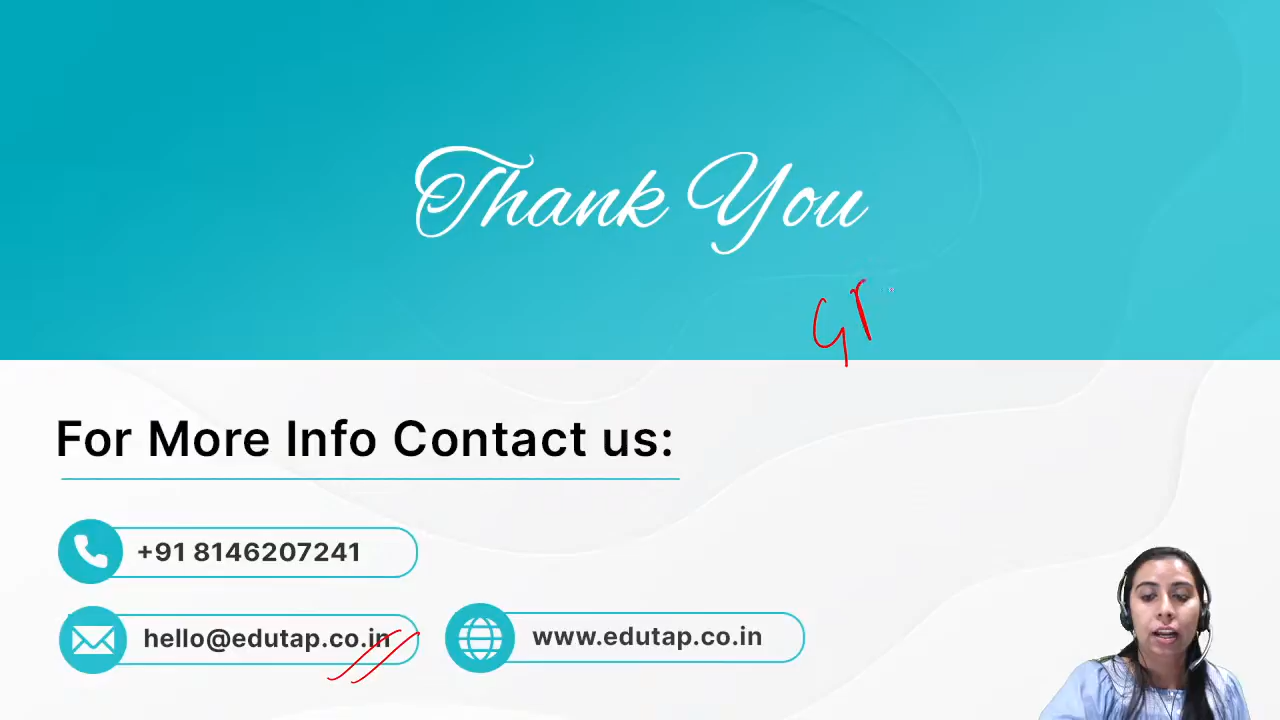 Thank You
For More Info Contact us:
+91 8146207241
hello@edutap.co.in
www.edutap.co.in